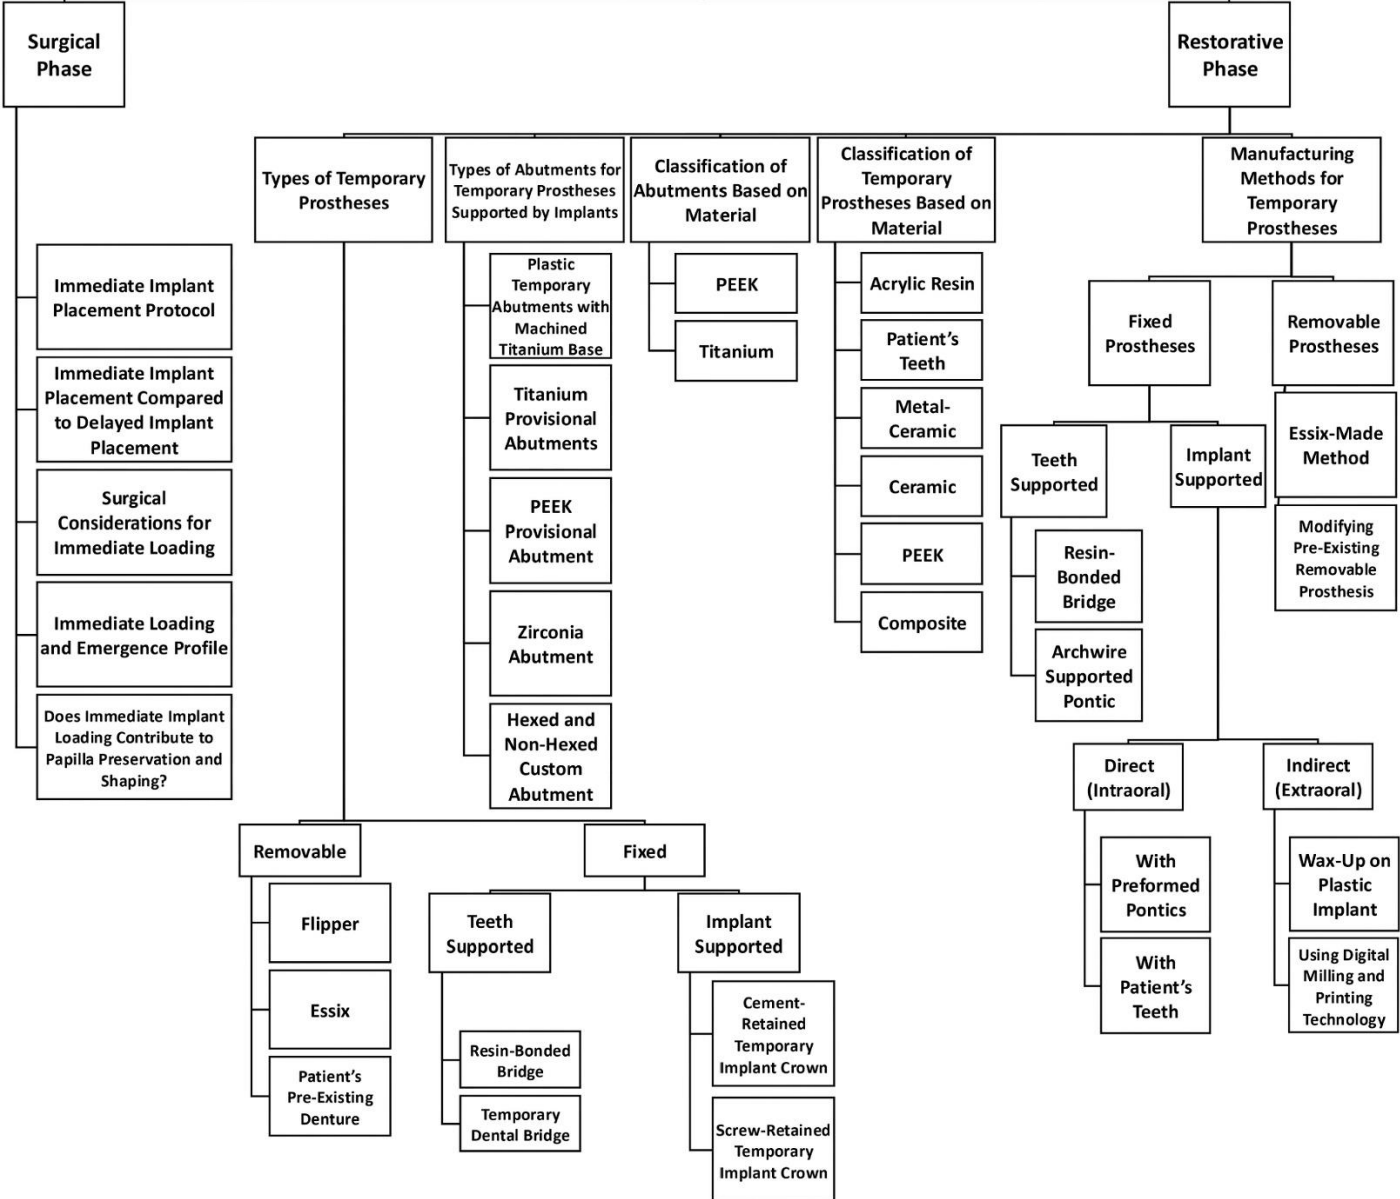 Surgical
Phase
Immediate Implant
Placement Protocol
Immediate Implant
Placement Compared
to Delayed Implant
Placement
Surgical
Considerations for
Immediate Loading
Immediate Loading
and Emergence Profile
Does Immediate Implant
Loading Contribute to
Papilla Preservation and
Shaping?
Restorative
Phase
Types of Temporary
Prostheses
Removable
Flipper
Essix
Patient’s
Pre-Existing
Denture
Fixed
Teeth
Supported
Resin-Bonded
Bridge
Temporary
Dental Bridge
Implant
Supported
Cement-
Retained
Temporary
Implant Crown
Screw-Retained
Temporary
Implant Crown
Types of Abutments for
Temporary Prostheses
Supported by Implants
Plastic
Temporary
Abutments with
Machined
Titanium Base
Titanium
Provisional
Abutments
PEEK
Provisional
Abutment
Zirconia
Abutment
Hexed and
Non-Hexed
Custom
Abutment
Classification of
Abutments Based on
Material
PEEK
Titanium
Classification of
Temporary
Prostheses Based on
Material
Acrylic Resin
Patient’s
Teeth
Metal-
Ceramic
Ceramic
PEEK
Composite
Manufacturing
Methods for
Temporary
Prostheses
Fixed
Prostheses
Teeth
Supported
Resin-
Bonded
Bridge
Archwire
Supported
Pontic
Implant
Supported
Direct
(Intraoral)
With
Preformed
Pontics
With
Patient’s
Teeth
Indirect
(Extraoral)
Wax-Up on
Plastic
Implant
Using Digital
Milling and
Printing
Technology
Removable
Prostheses
Essix-Made
Method
Modifying
Pre-Existing
Removable
Prosthesis